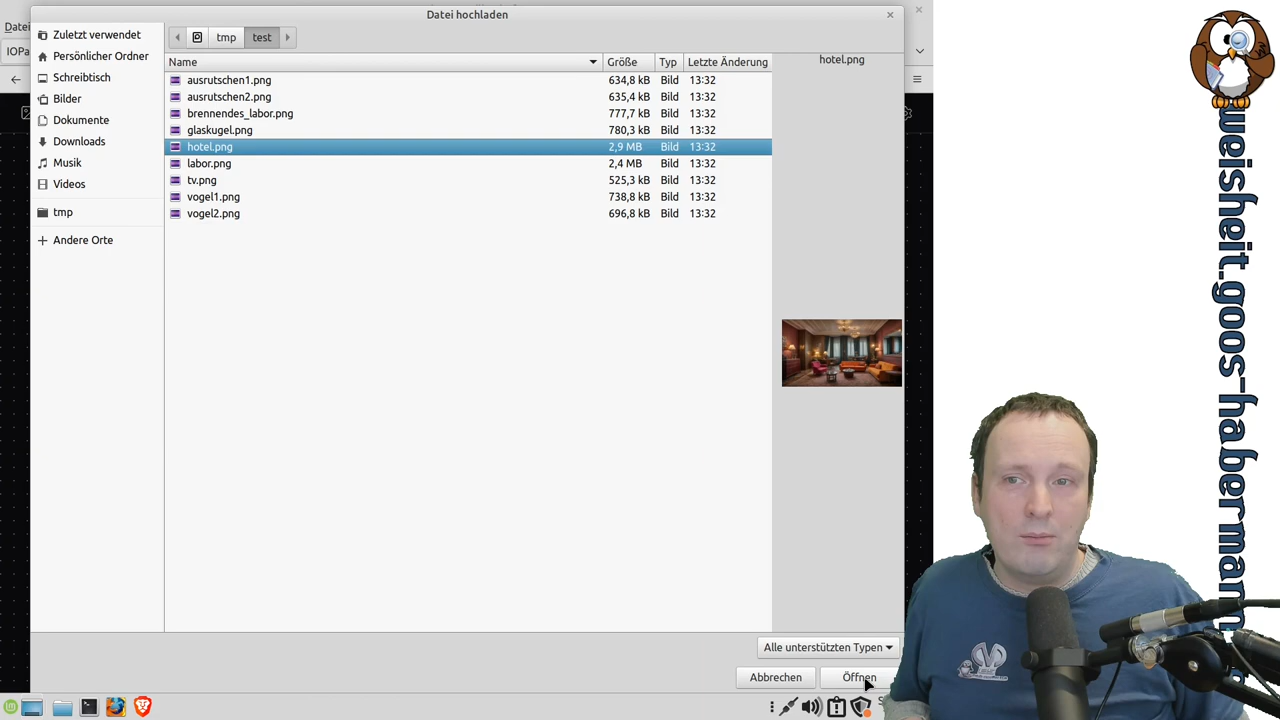 Datei hochladen
×
Datei
IOPa
tmp
test
Zuletzt verwendet
Persönlicher Ordner
Schreibtisch
Bilder
Dokumente
Downloads
Musik
Videos
tmp
Andere Orte
Name Größe Typ Letzte Änderung
ausrutschen1.png 634,8 kB Bild 13:32
ausrutschen2.png 635,4 kB Bild 13:32
brennendes_labor.png 777,7 kB Bild 13:32
glaskugel.png 780,3 kB Bild 13:32
hotel.png 2,9 MB Bild 13:32
labor.png 2,4 MB Bild 13:32
tv.png 525,3 kB Bild 13:32
vogel1.png 738,8 kB Bild 13:32
vogel2.png 696,8 kB Bild 13:32
hotel.png
Alle unterstützten Typen
Abbrechen
Öffnen
weisheit.goos-habermann